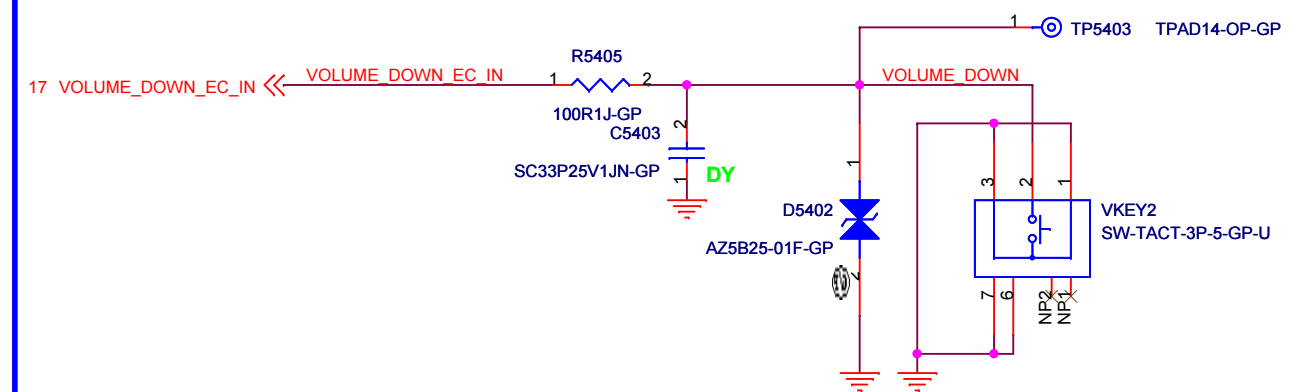 1 TP5403 TPAD14-OP-GP
R5405
17 VOLUME_DOWN_EC_IN VOLUME_DOWN_EC_IN 1 2 VOLUME_DOWN
100R1J-GP
C5403
2
SC33P25V1JN-GP
1
DY
1
D5402
AZ5B25-01F-GP
2
3
2
1
VKEY2
SW-TACT-3P-5-GP-U
7
6
NP2
NP1